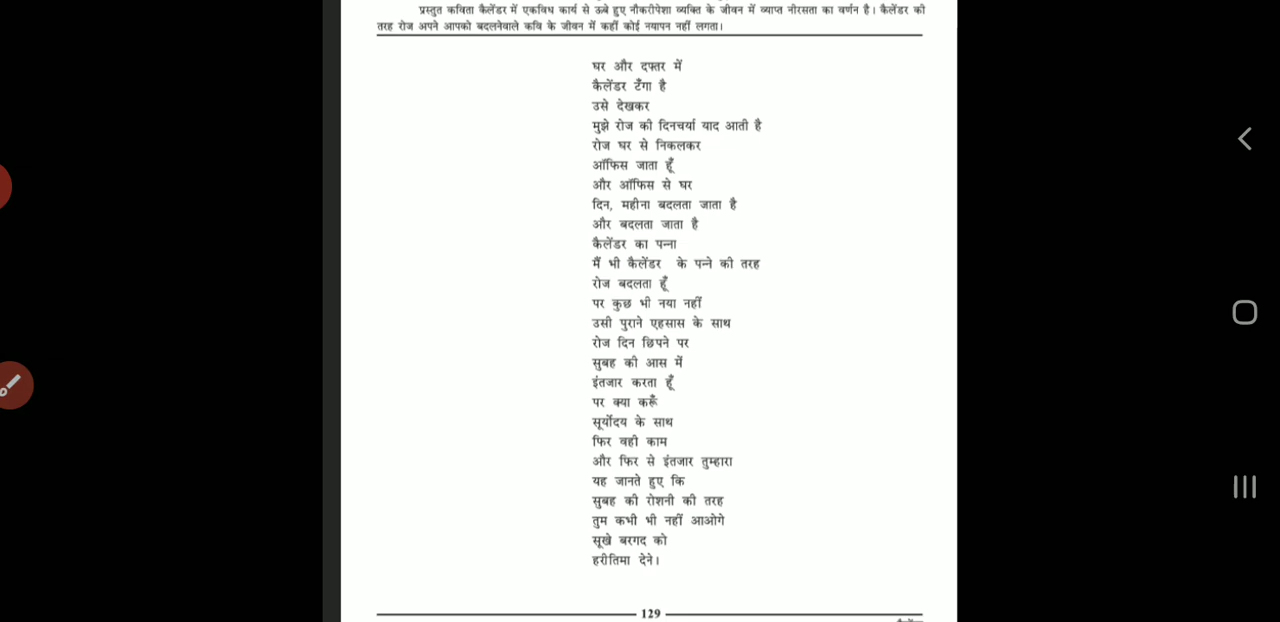 प्रस्तुत कविता कैलेंडर में एकविध कार्य से ऊबे हुए नौकरीपेशा व्यक्ति के जीवन में व्याप्त नीरसता का वर्णन है। कैलेंडर की
तरह रोज अपने आपको बदलनेवाले कवि के जीवन में कहीं कोई नयापन नहीं लगता।
घर और दफ्तर में
कैलेंडर टँगा है
उसे देखकर
मुझे रोज की दिनचर्या याद आती है
रोज घर से निकलकर
ऑफिस जाता हूँ
और ऑफिस से घर
दिन, महीना बदलता जाता है
और बदलता जाता है
कैलेंडर का पन्ना
मैं भी कैलेंडर के पन्ने की तरह
रोज बदलता हूँ
पर कुछ भी नया नहीं
उसी पुराने एहसास के साथ
रोज दिन छिपने पर
सुबह की आस में
इंतजार करता हूँ
पर क्या करूँ
सूर्योदय के साथ
फिर वही काम
और फिर से इंतजार तुम्हारा
यह जानते हुए कि
सुबह की रोशनी की तरह
तुम कभी भी नहीं आओगे
सूखे बरगद को
हरीतिमा देने।
129